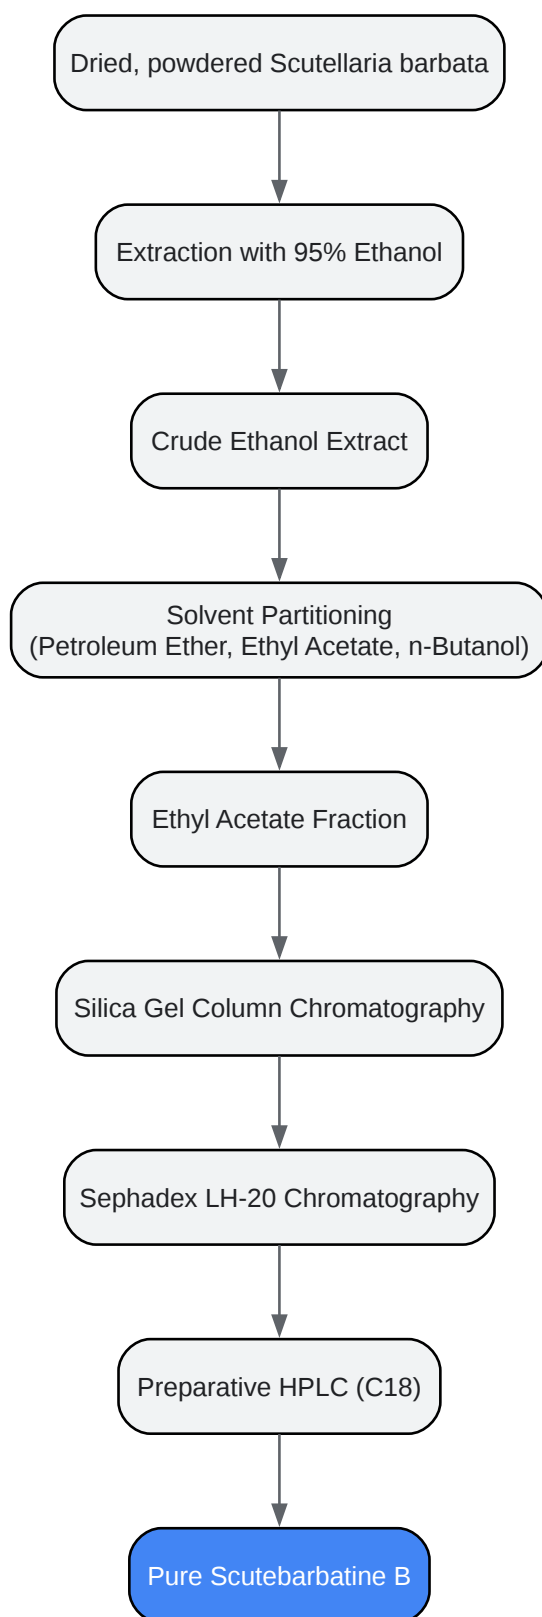 Dried, powdered Scutellaria barbata
Extraction with 95% Ethanol
Crude Ethanol Extract
Solvent Partitioning
(Petroleum Ether, Ethyl Acetate, n-Butanol)
Ethyl Acetate Fraction
Silica Gel Column Chromatography
Sephadex LH-20 Chromatography
Preparative HPLC (C18)
Pure Scutebarbatine B